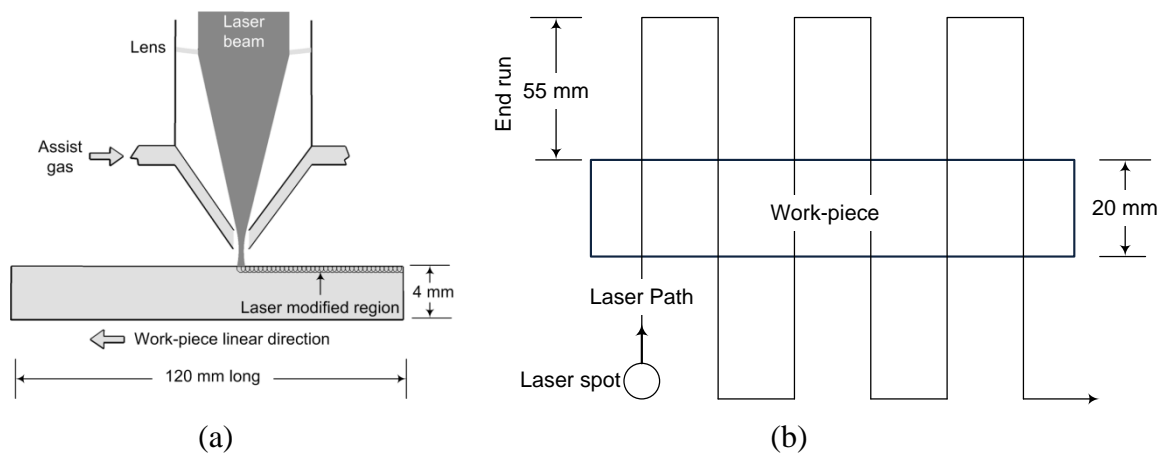 Laser
beam
Lens
Assist
gas
4 mm
Laser modified region
Work-piece linear direction
120 mm long
(a)
End run
55 mm
Work-piece
20 mm
Laser Path
Laser spot
(b)